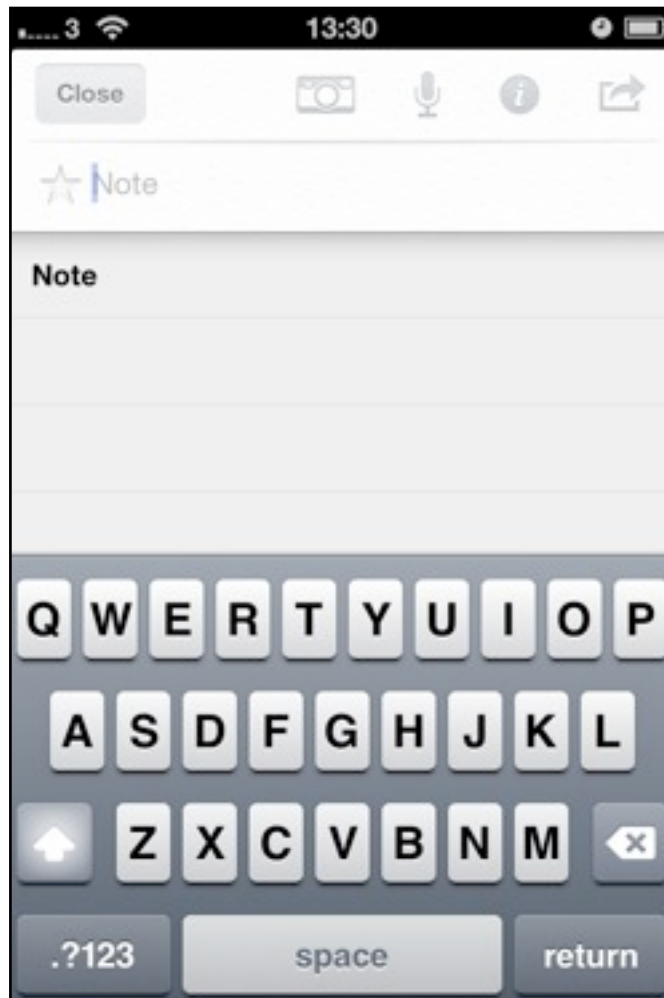 3 13:30
Close
Note
Note
Q W E R T Y U I O P
A S D F G H J K L
Z X C V B N M
.?123 space return